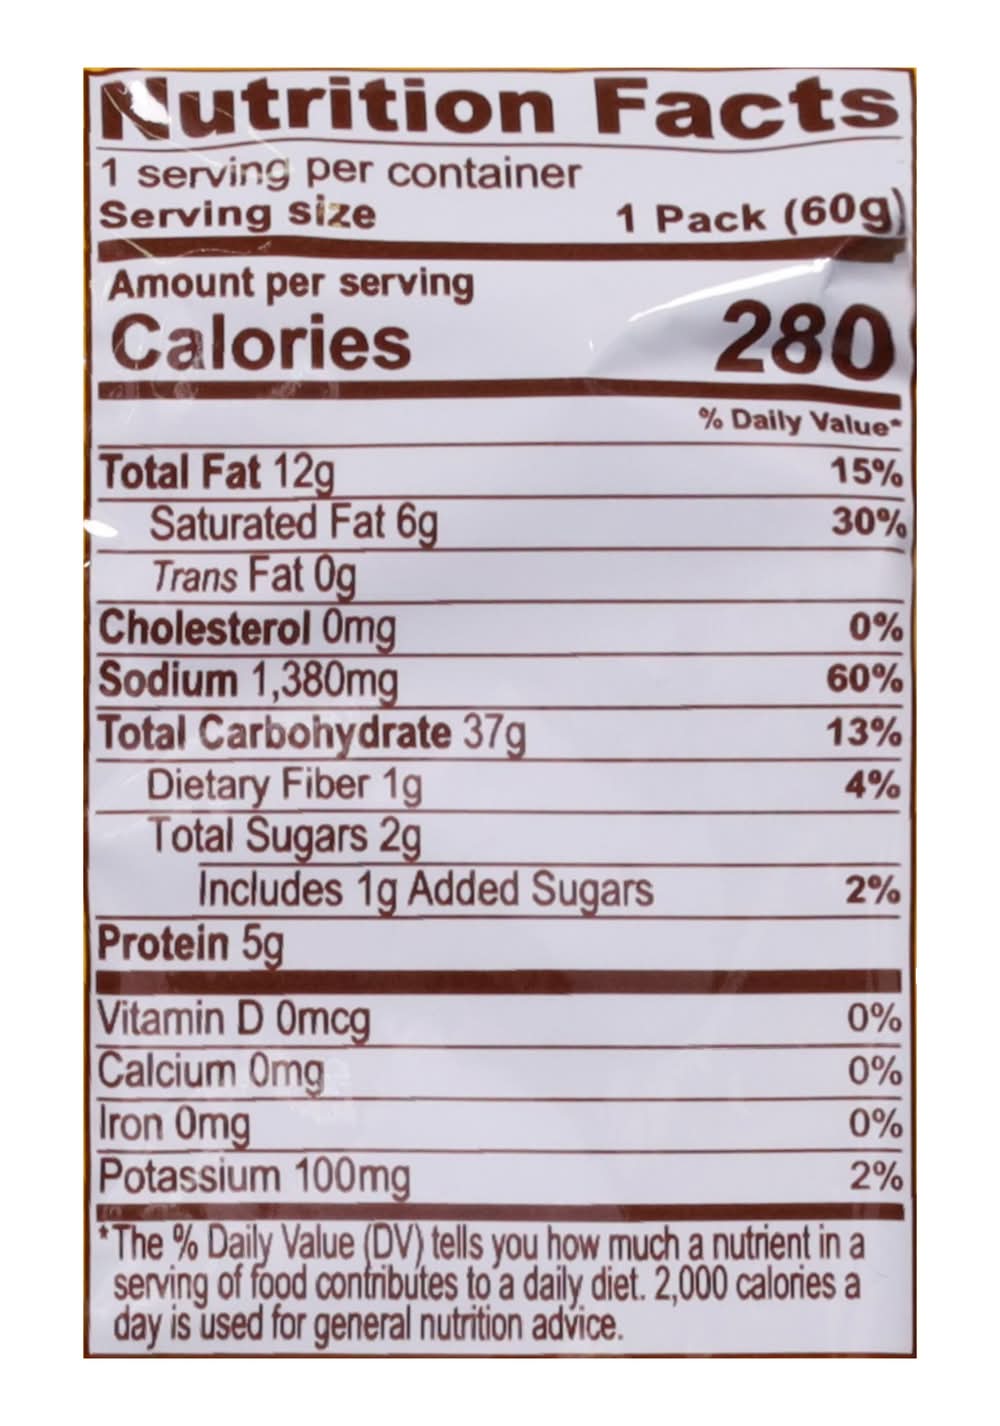 Nutrition Facts
1 serving per container
Serving size 1 Pack (60g)
Amount per serving
Calories 280
% Daily Value*
Total Fat 12g 15%
Saturated Fat 6g 30%
Trans Fat 0g
Cholesterol 0mg 0%
Sodium 1,380mg 60%
Total Carbohydrate 37g 13%
Dietary Fiber 1g 4%
Total Sugars 2g
Includes 1g Added Sugars 2%
Protein 5g
Vitamin D 0mcg 0%
Calcium 0mg 0%
Iron 0mg 0%
Potassium 100mg 2%
*The % Daily Value (DV) tells you how much a nutrient in a
serving of food contributes to a daily diet. 2,000 calories a
day is used for general nutrition advice.